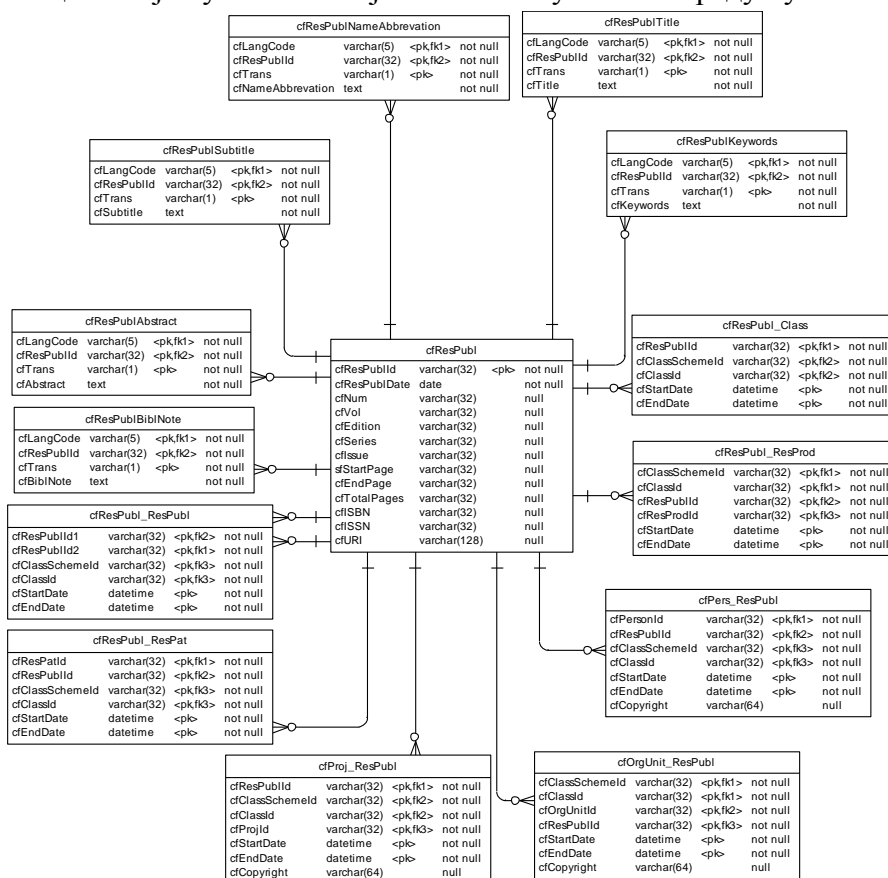 cfResPublNameAbbrevation
cfLangCode varchar(5) <pk,fk1> not null
cfResPublId varchar(32) <pk,fk2> not null
cfTrans varchar(1) <pk> not null
cfNameAbbrevation text not null
cfResPublTitle
cfLangCode varchar(5) <pk,fk1> not null
cfResPublId varchar(32) <pk,fk2> not null
cfTrans varchar(1) <pk> not null
cfTitle text not null
cfResPublSubtitle
cfLangCode varchar(5) <pk,fk1> not null
cfResPublId varchar(32) <pk,fk2> not null
cfTrans varchar(1) <pk> not null
cfSubtitle text not null
cfResPublKeywords
cfLangCode varchar(5) <pk,fk1> not null
cfResPublId varchar(32) <pk,fk2> not null
cfTrans varchar(1) <pk> not null
cfKeywords text not null
cfResPublAbstract
cfLangCode varchar(5) <pk,fk1> not null
cfResPublId varchar(32) <pk,fk2> not null
cfTrans varchar(1) <pk> not null
cfAbstract text not null
cfResPubl
cfResPublId varchar(32) <pk> not null
cfResPublDate date not null
cfNum varchar(32) null
cfVol varchar(32) null
cfEdition varchar(32) null
cfSeries varchar(32) null
cfIssue varchar(32) null
sfStartPage varchar(32) null
cfEndPage varchar(32) null
cfTotalPages varchar(32) null
cfISBN varchar(32) null
cfISSN varchar(32) null
cfURI varchar(128) null
cfResPubl_Class
cfResPublId varchar(32) <pk,fk1> not null
cfClassSchemeId varchar(32) <pk,fk2> not null
cfClassId varchar(32) <pk,fk2> not null
cfStartDate datetime <pk> not null
cfEndDate datetime <pk> not null
cfResPublBiblNote
cfLangCode varchar(5) <pk,fk1> not null
cfResPublId varchar(32) <pk,fk2> not null
cfTrans varchar(1) <pk> not null
cfBiblNote text not null
cfResPubl_ResProd
cfClassSchemeId varchar(32) <pk,fk1> not null
cfClassId varchar(32) <pk,fk1> not null
cfResPublId varchar(32) <pk,fk2> not null
cfResProdId varchar(32) <pk,fk3> not null
cfStartDate datetime <pk> not null
cfEndDate datetime <pk> not null
cfResPubl_ResPubl
cfResPublId1 varchar(32) <pk,fk2> not null
cfResPublId2 varchar(32) <pk,fk1> not null
cfClassSchemeId varchar(32) <pk,fk3> not null
cfClassId varchar(32) <pk,fk3> not null
cfStartDate datetime <pk> not null
cfEndDate datetime <pk> not null
cfPers_ResPubl
cfPersonId varchar(32) <pk,fk1> not null
cfResPublId varchar(32) <pk,fk2> not null
cfClassSchemeId varchar(32) <pk,fk3> not null
cfClassId varchar(32) <pk,fk3> not null
cfStartDate datetime <pk> not null
cfEndDate datetime <pk> not null
cfCopyright varchar(64) null
cfResPubl_ResPat
cfResPatId varchar(32) <pk,fk1> not null
cfResPublId varchar(32) <pk,fk2> not null
cfClassSchemeId varchar(32) <pk,fk3> not null
cfClassId varchar(32) <pk,fk3> not null
cfStartDate datetime <pk> not null
cfEndDate datetime <pk> not null
cfProj_ResPubl
cfResPublId varchar(32) <pk,fk1> not null
cfClassSchemeId varchar(32) <pk,fk2> not null
cfClassId varchar(32) <pk,fk2> not null
cfProjId varchar(32) <pk,fk3> not null
cfStartDate datetime <pk> not null
cfEndDate datetime <pk> not null
cfCopyright varchar(64) null
cfOrgUnit_ResPubl
cfClassSchemeId varchar(32) <pk,fk1> not null
cfClassId varchar(32) <pk,fk1> not null
cfOrgUnitId varchar(32) <pk,fk2> not null
cfResPublId varchar(32) <pk,fk3> not null
cfStartDate datetime <pk> not null
cfEndDate datetime <pk> not null
cfCopyright varchar(64) null